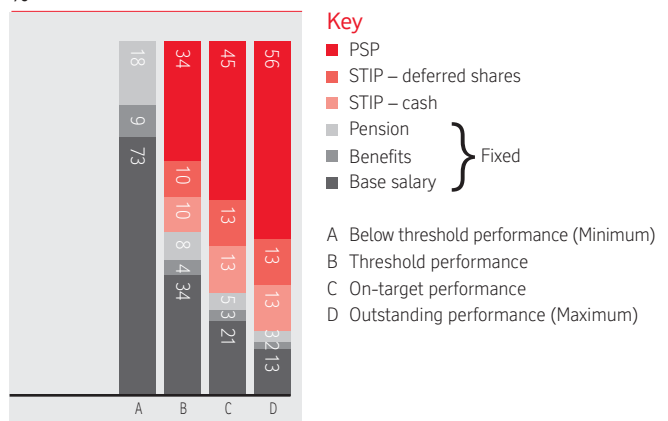 Key
PSP
STIP – deferred shares
STIP – cash
Pension
Benefits
Base salary
Fixed
A Below threshold performance (Minimum)
B Threshold performance
C On-target performance
D Outstanding performance (Maximum)
18
9
73
34
10
10
8
4
34
45
13
13
5
3
21
56
13
13
3
2
13
A B C D